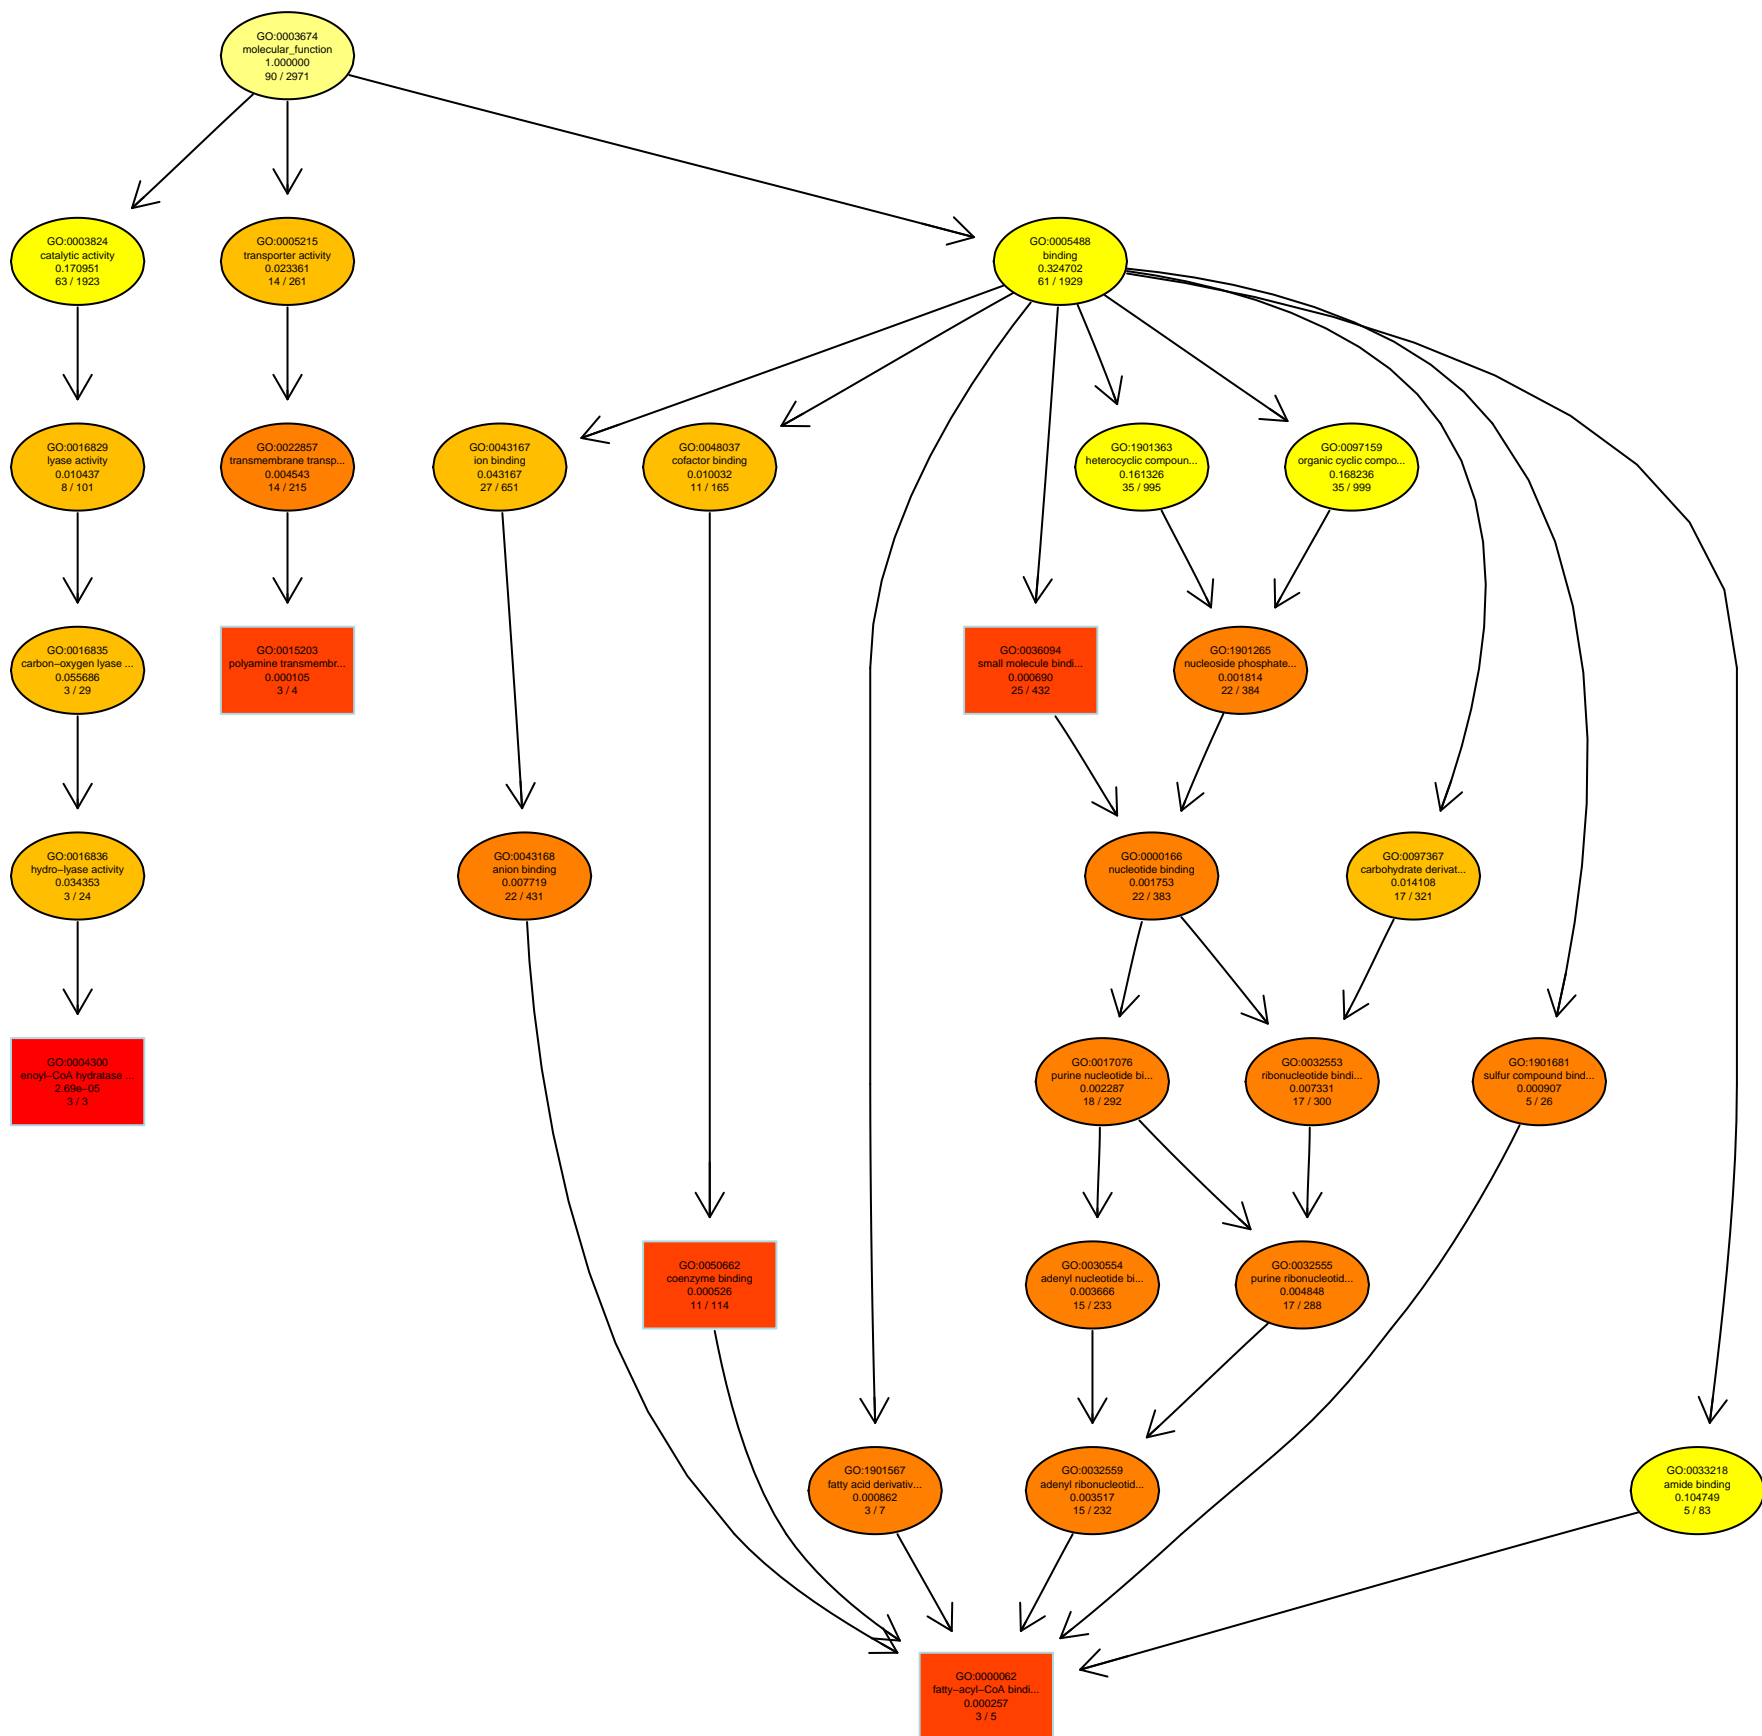 GO:0003674
molecular_function
1.000000
90 / 2971
GO:0003824
catalytic activity
0.170951
63 / 1923
GO:0005215
transporter activity
0.023361
14 / 261
GO:0005488
binding
0.324702
61 / 1929
GO:0016829
lyase activity
0.010437
8 / 101
GO:0022857
transmembrane transp...
0.004543
14 / 215
GO:0043167
ion binding
0.043167
27 / 651
GO:0048037
cofactor binding
0.010032
11 / 165
GO:1901363
heterocyclic compoun...
0.161326
35 / 995
GO:0097159
organic cyclic compo...
0.168236
35 / 999
GO:0016835
carbon−oxygen lyase ...
0.055686
3 / 29
GO:0015203
polyamine transmembr...
0.000105
3 / 4
GO:0036094
small molecule bindi...
0.000690
25 / 432
GO:1901265
nucleoside phosphate...
0.001814
22 / 384
GO:0016836
hydro−lyase activity
0.034353
3 / 24
GO:0043168
anion binding
0.007719
22 / 431
GO:0000166
nucleotide binding
0.001753
22 / 383
GO:0097367
carbohydrate derivat...
0.014108
17 / 321
GO:0004300
enoyl−CoA hydratase ...
2.69e−05
3 / 3
GO:0017076
purine nucleotide bi...
0.002287
18 / 292
GO:0032553
ribonucleotide bindi...
0.007331
17 / 300
GO:1901681
sulfur compound bind...
0.000907
5 / 26
GO:0050662
coenzyme binding
0.000526
11 / 114
GO:0030554
adenyl nucleotide bi...
0.003666
15 / 233
GO:0032555
purine ribonucleotid...
0.004848
17 / 288
GO:1901567
fatty acid derivativ...
0.000862
3 / 7
GO:0032559
adenyl ribonucleotid...
0.003517
15 / 232
GO:0033218
amide binding
0.104749
5 / 83
GO:0000062
fatty−acyl−CoA bindi...
0.000257
3 / 5